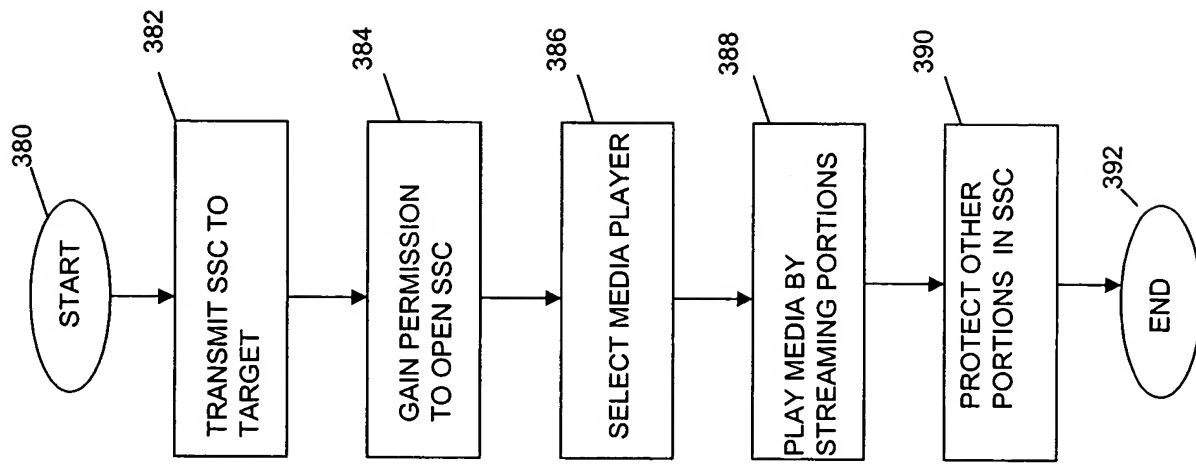 START
380
TRANSMIT SSC TO
TARGET
382
GAIN PERMISSION
TO OPEN SSC
384
SELECT MEDIA PLAYER
386
PLAY MEDIA BY
STREAMING PORTIONS
388
PROTECT OTHER
PORTIONS IN SSC
390
END
392